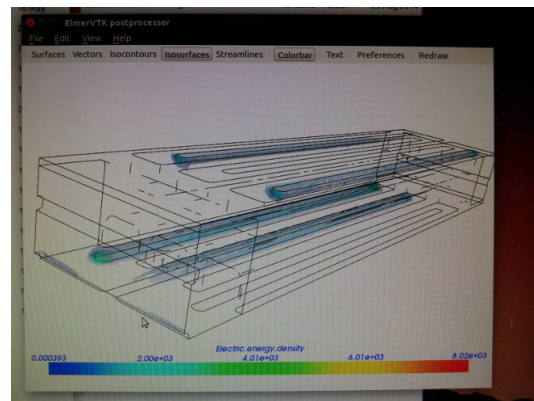 ElmerVTK postprocessor
File Edit View Help
Surfaces Vectors Isocontours Isosurfaces Streamlines Colorbar Text Preferences Redraw
Electric.energy.density
0.000393 2.00e+03 4.01e+03 6.01e+03 8.02e+03